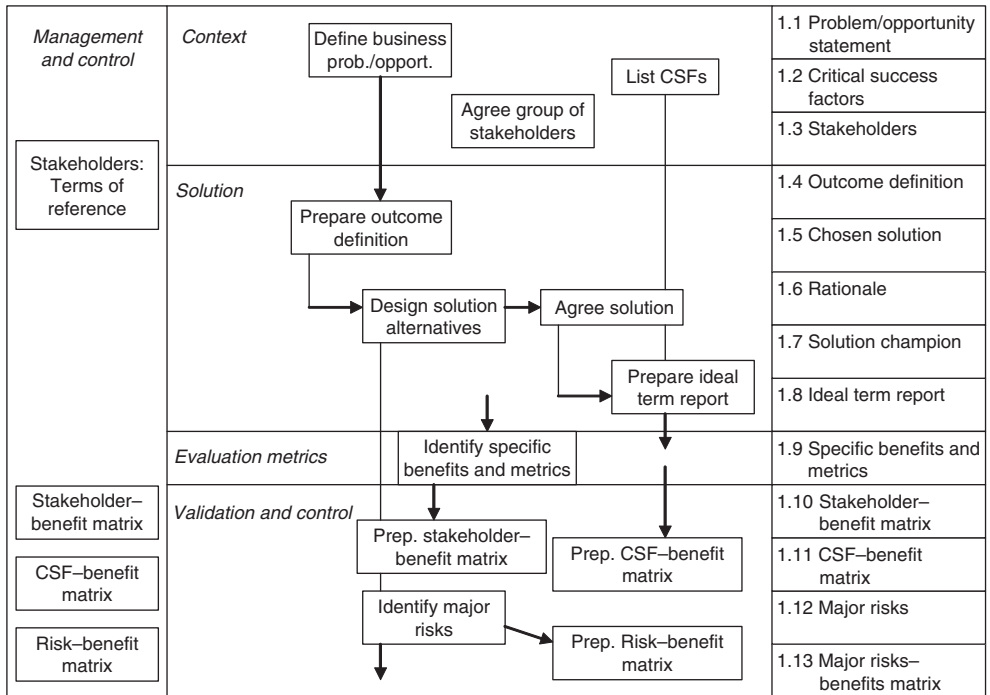 Management
and control
Stakeholders:
Terms of
reference
Stakeholder–
benefit matrix
CSF–benefit
matrix
Risk–benefit
matrix
Context
Define business
prob./opport.
List CSFs
Agree group of
stakeholders
Solution
Prepare outcome
definition
Design solution
alternatives
Agree solution
Prepare ideal
term report
Evaluation metrics
Identify specific
benefits and metrics
Validation and control
Prep. stakeholder–
benefit matrix
Prep. CSF–benefit
matrix
Identify major
risks
Prep. Risk–benefit
matrix
1.1 Problem/opportunity
statement
1.2 Critical success
factors
1.3 Stakeholders
1.4 Outcome definition
1.5 Chosen solution
1.6 Rationale
1.7 Solution champion
1.8 Ideal term report
1.9 Specific benefits and
metrics
1.10 Stakeholder–
benefit matrix
1.11 CSF–benefit
matrix
1.12 Major risks
1.13 Major risks–
benefits matrix